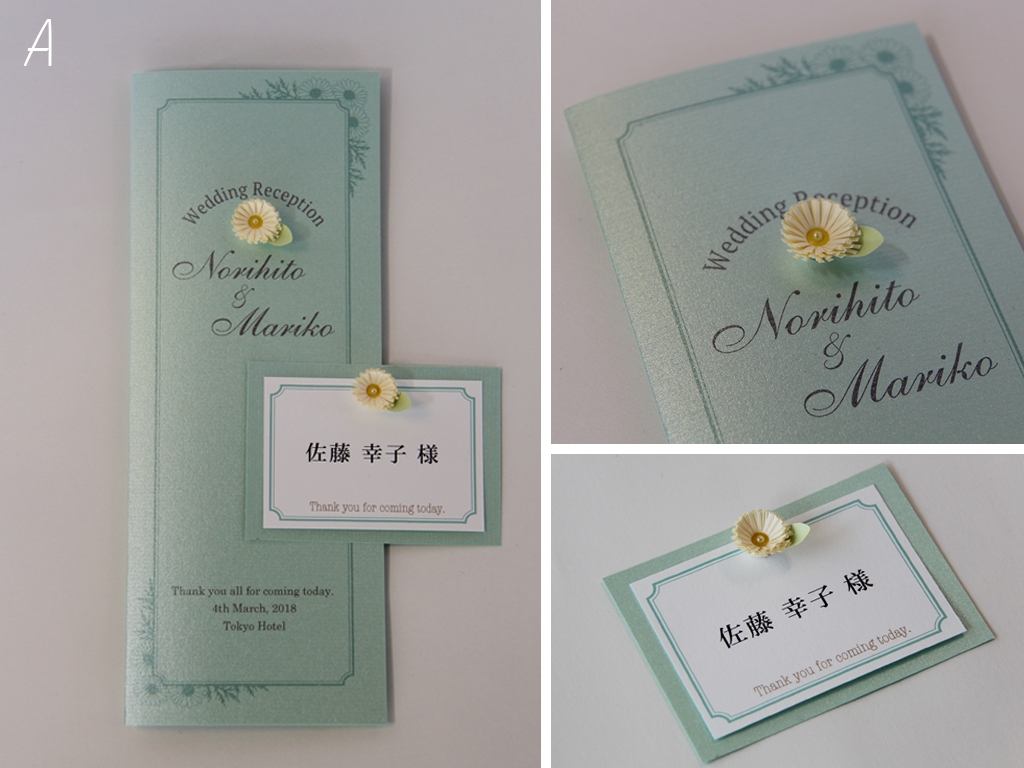 A
Wedding Reception
Norihito
&
Mariko
佐藤 幸子 様
Thank you for coming today.
Thank you all for coming today.
4th March, 2018
Tokyo Hotel
Wedding Reception
Norihito
&
Mariko
佐藤 幸子 様
Thank you for coming today.